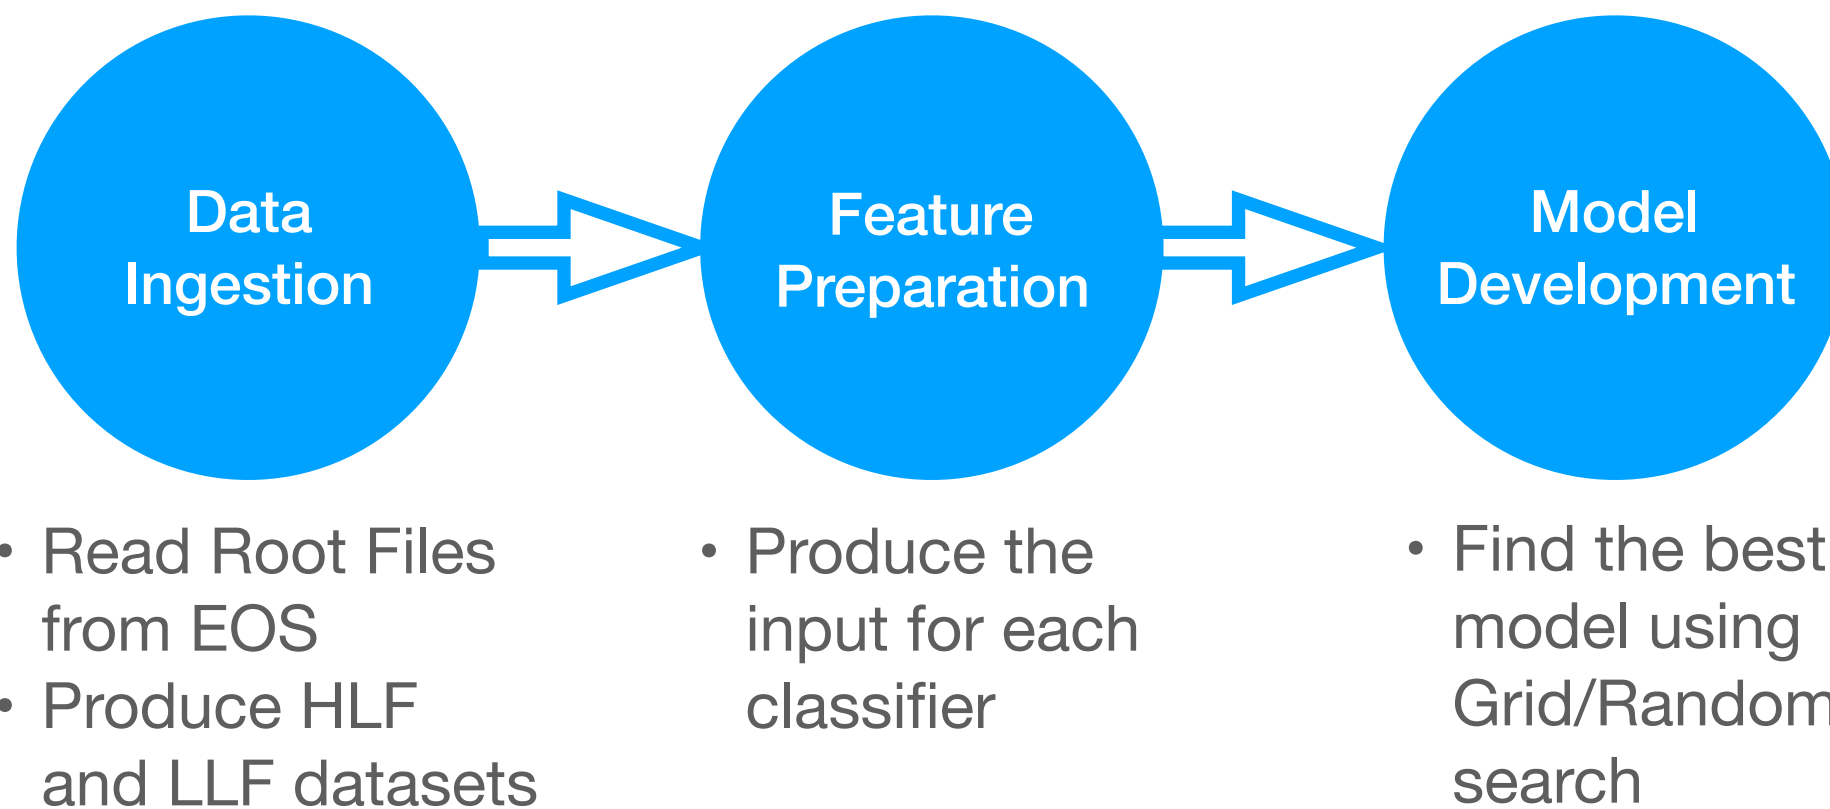 Data
Ingestion
Feature
Preparation
Model
Development
• Read Root Files
from EOS
• Produce HLF
and LLF datasets
• Produce the
input for each
classifier
• Find the best
model using
Grid/Random
search